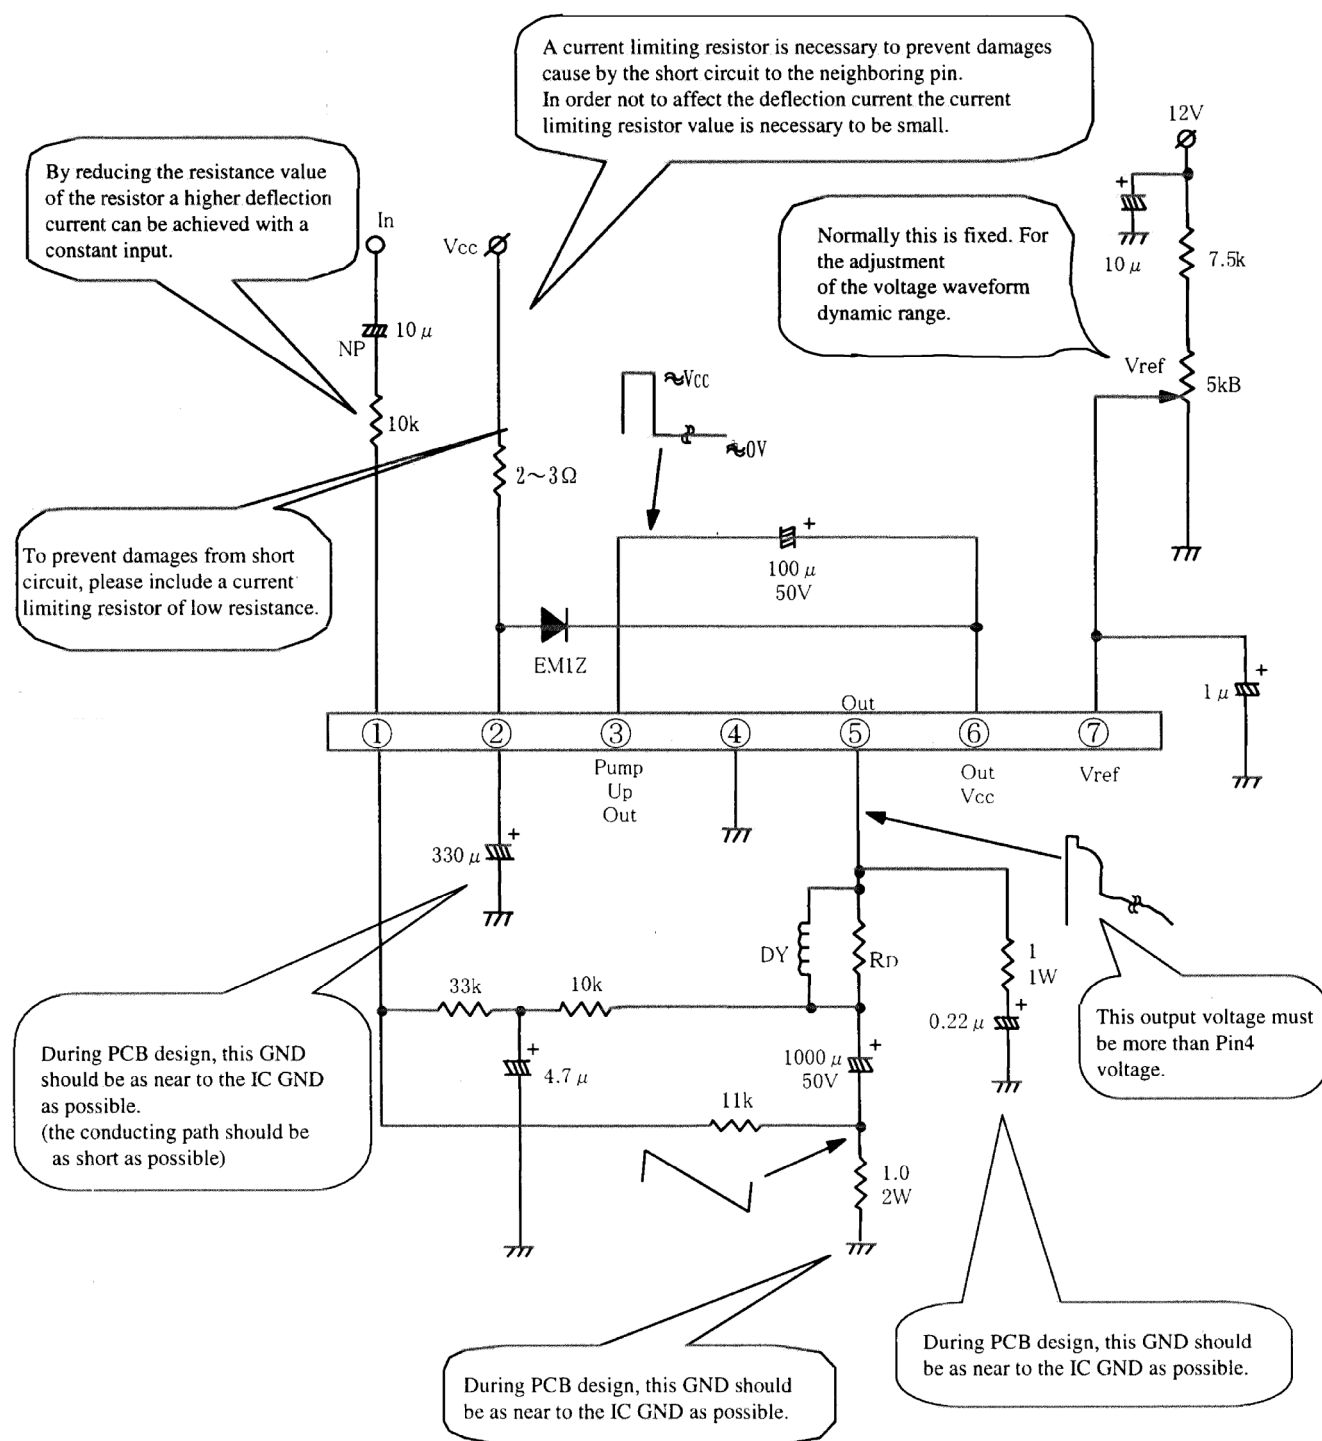 A current limiting resistor is necessary to prevent damages
cause by the short circuit to the neighboring pin.
In order not to affect the deflection current the current
limiting resistor value is necessary to be small.
12V
+
10 μ
7.5k
By reducing the resistance value
of the resistor a higher deflection
current can be achieved with a
constant input.
In
Vcc
Normally this is fixed. For
the adjustment
of the voltage waveform
dynamic range.
NP
10 μ
Vref
5kB
10k
≈Vcc
≈0V
2～3Ω
To prevent damages from short
circuit, please include a current
limiting resistor of low resistance.
+
100 μ
50V
EM1Z
+
1 μ
Out
① ② ③ ④ ⑤ ⑥ ⑦
Pump
Up
Out
Out
Vcc
Vref
+
330 μ
DY
RD
1
1W
33k
10k
+
0.22 μ
This output voltage must
be more than Pin4
voltage.
During PCB design, this GND
should be as near to the IC GND
as possible.
(the conducting path should be
as short as possible)
+
4.7 μ
+
1000 μ
50V
11k
1.0
2W
During PCB design, this GND should
be as near to the IC GND as possible.
During PCB design, this GND should
be as near to the IC GND as possible.